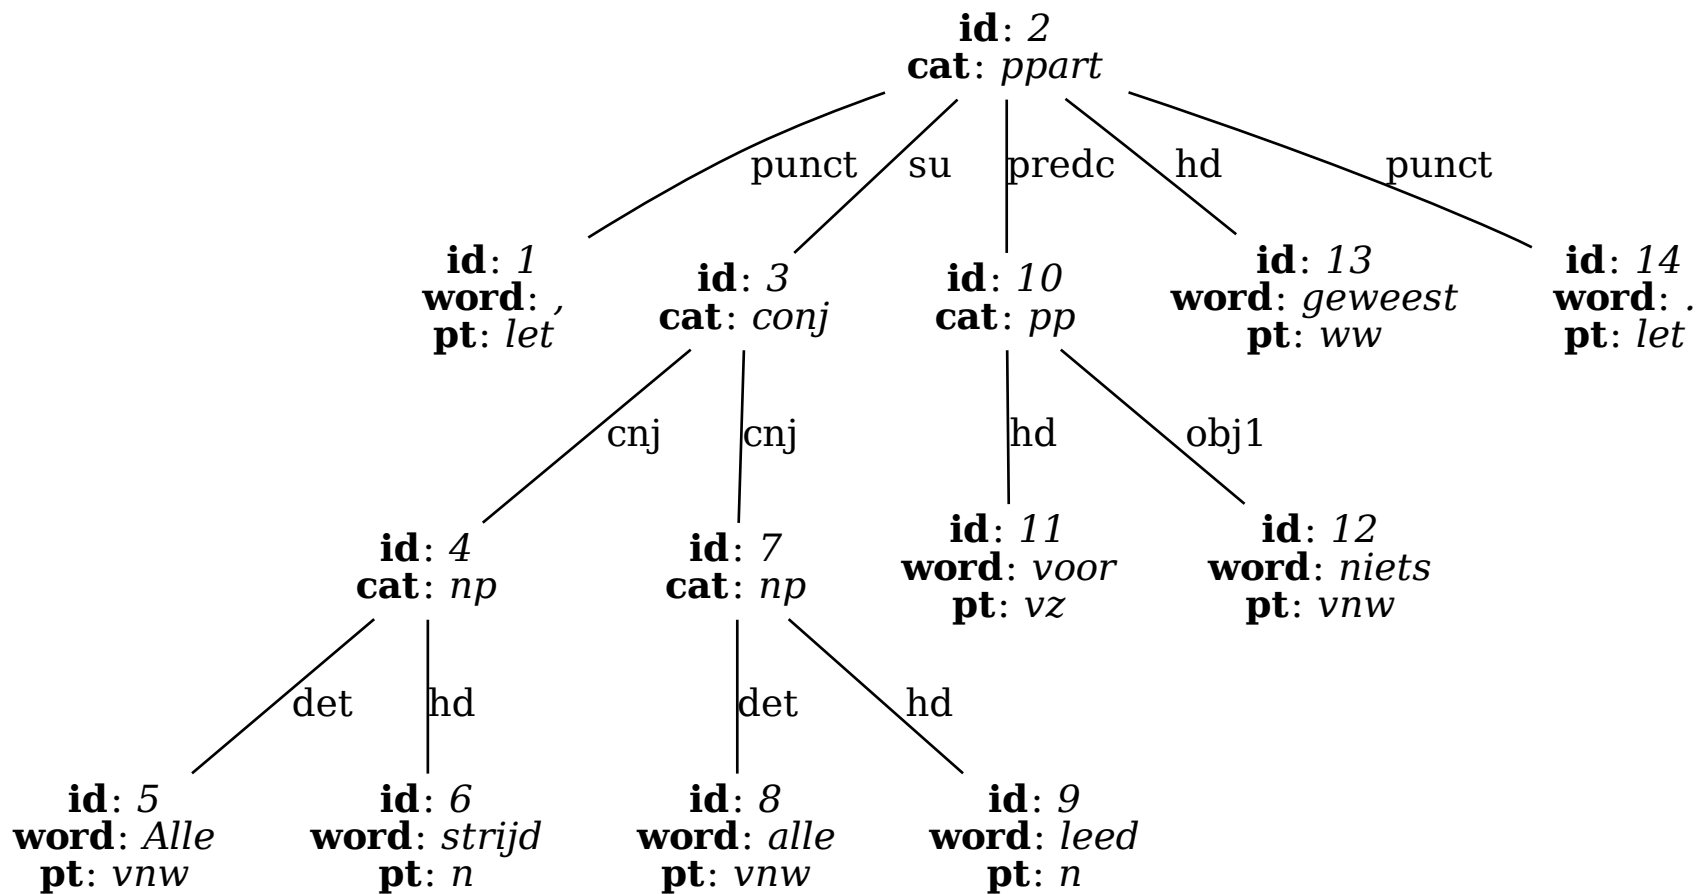 id: 2
cat: ppart
punct su predc hd punct
id: 1
word: ,
pt: let
id: 3
cat: conj
id: 10
cat: pp
id: 13
word: geweest
pt: ww
id: 14
word: .
pt: let
cnj cnj hd obj1
id: 4
cat: np
id: 7
cat: np
id: 11
word: voor
pt: vz
id: 12
word: niets
pt: vnw
det hd det hd
id: 5
word: Alle
pt: vnw
id: 6
word: strijd
pt: n
id: 8
word: alle
pt: vnw
id: 9
word: leed
pt: n